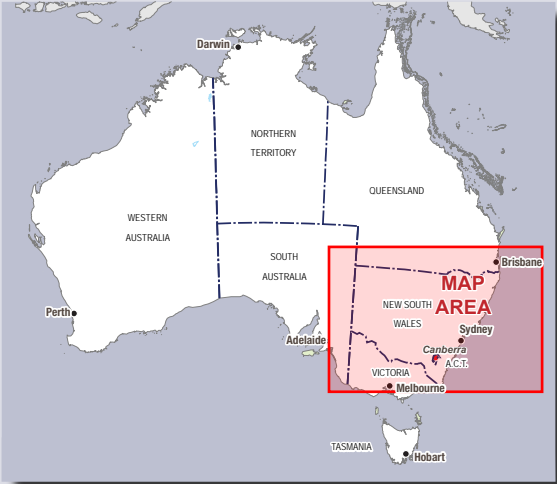 Darwin
NORTHERN
TERRITORY
QUEENSLAND
WESTERN
AUSTRALIA
SOUTH
AUSTRALIA
Brisbane
MAP
AREA
NEW SOUTH
WALES
Perth
Sydney
Adelaide
Canberra
A.C.T.
VICTORIA
Melbourne
TASMANIA
Hobart